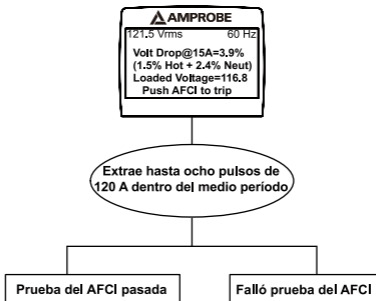 AMPROBE
121.5 Vrms 60 Hz
Volt Drop@15A=3.9%
(1.5% Hot + 2.4% Neut)
Loaded Voltage=116.8
Push AFCI to trip
Extrae hasta ocho pulsos de
120 A dentro del medio período
Prueba del AFCI pasada
Falló prueba del AFCI